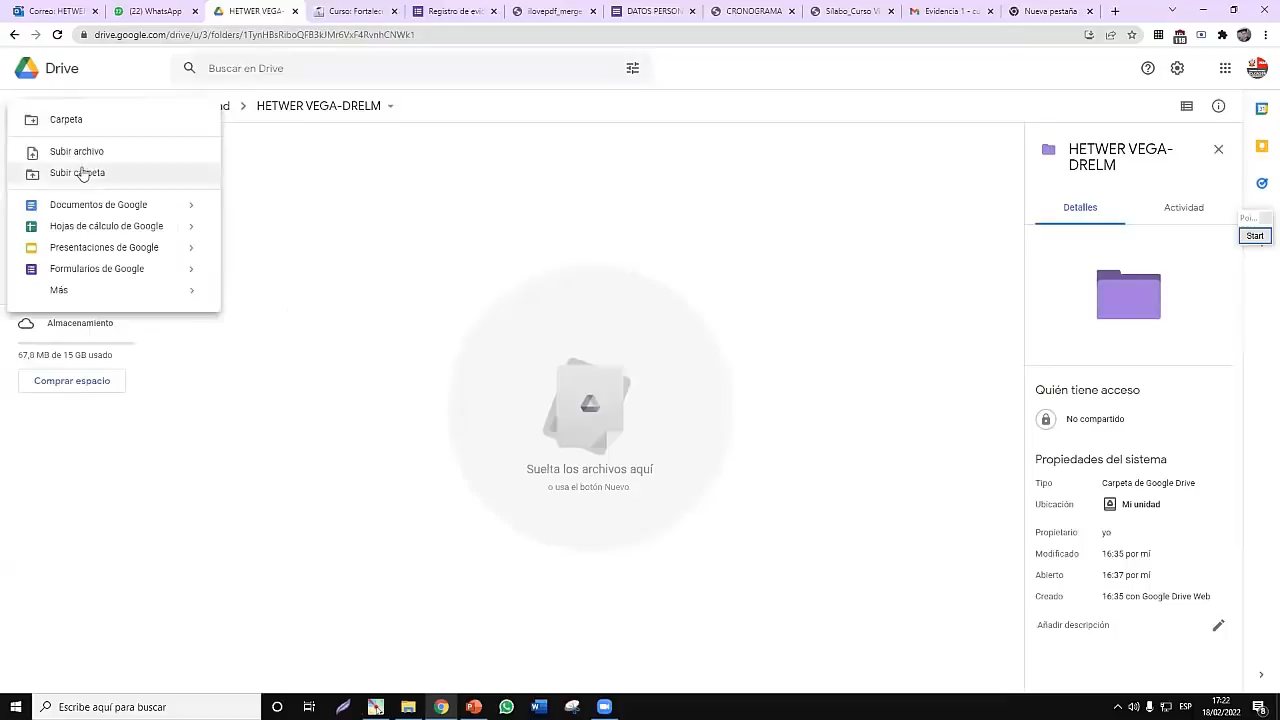 Correo: HETWER
(22) WhatsApp
HETWER VEGA-
Curso: Fortalec
Registro de evi
ilovepdf_merge
DATOS PERSON
CRONOGRAMA
Silabo_Curso VI
Evidencia 1 - cu
Nueva pestaña
drive.google.com/drive/u/3/folders/1TynHBsRiboQFB3kJMr6VxF4RvnhCNWk1
Drive
Buscar en Drive
HETWER VEGA-DRELM
Carpeta
Subir archivo
Subir carpeta
Documentos de Google
Hojas de cálculo de Google
Presentaciones de Google
Formularios de Google
Más
Almacenamiento
67,8 MB de 15 GB usado
Comprar espacio
Suelta los archivos aquí
o usa el botón Nuevo
HETWER VEGA-
DRELM
Detalles
Actividad
Poi...
Start
Quién tiene acceso
No compartido
Propiedades del sistema
Tipo
Carpeta de Google Drive
Ubicación
Mi unidad
Propietario
yo
Modificado
16:35 por mí
Abierto
16:37 por mí
Creado
16:35 con Google Drive Web
Añadir descripción
Escribe aquí para buscar
ESP
17:22
18/02/2022